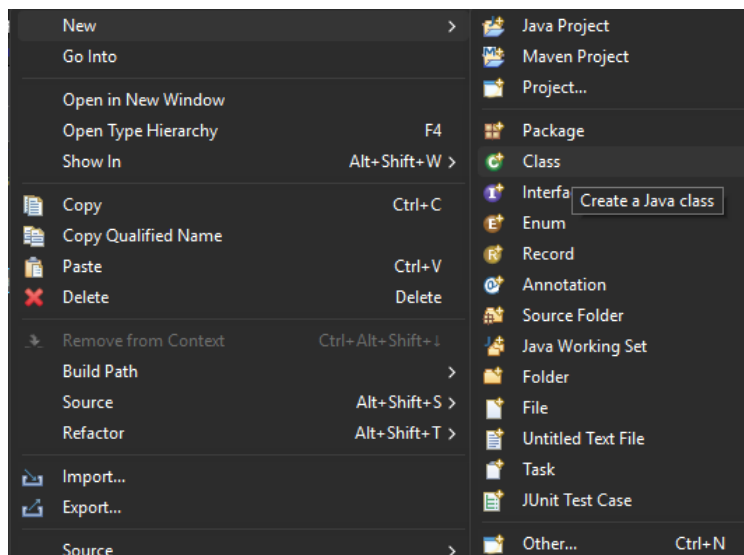 New
Go Into
Open in New Window
Open Type Hierarchy F4
Show In Alt+Shift+W
Copy Ctrl+C
Copy Qualified Name
Paste Ctrl+V
Delete Delete
Remove from Context Ctrl+Alt+Shift+↓
Build Path
Source Alt+Shift+S
Refactor Alt+Shift+T
Import...
Export...
Source
Java Project
Maven Project
Project...
Package
Class
Interfa
Create a Java class
Enum
Record
Annotation
Source Folder
Java Working Set
Folder
File
Untitled Text File
Task
JUnit Test Case
Other... Ctrl+N